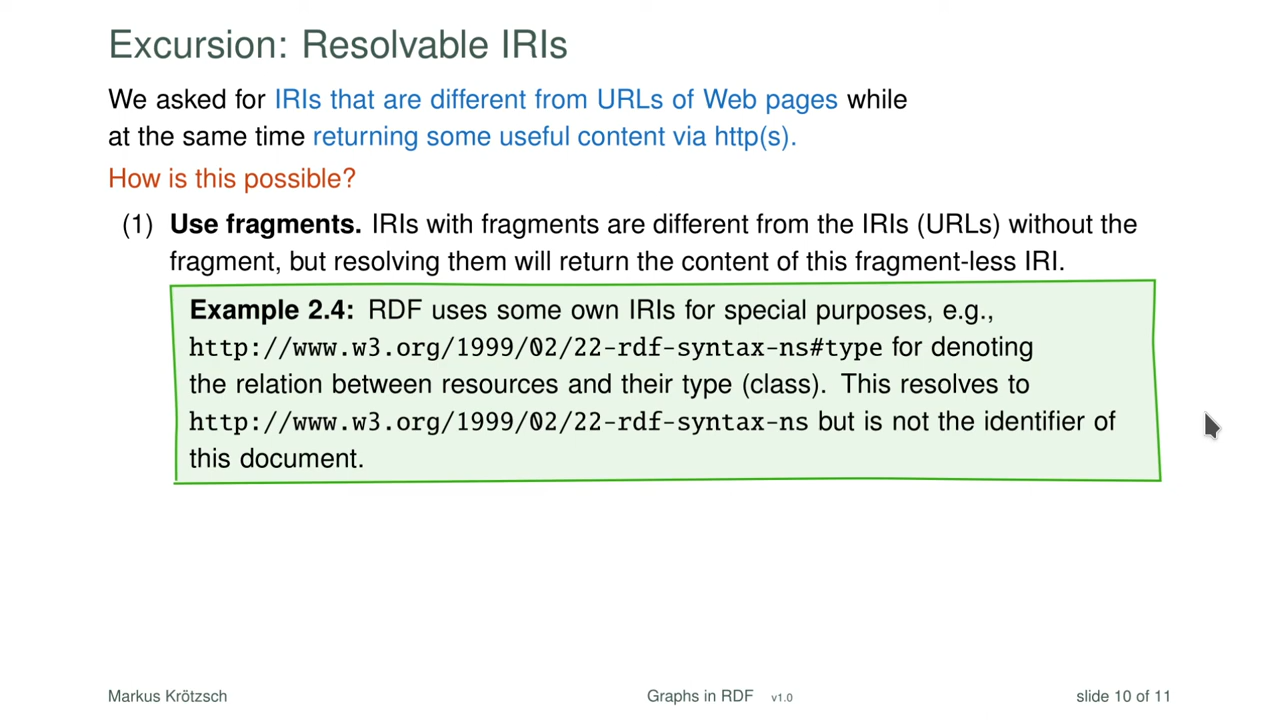 Excursion: Resolvable IRIs
We asked for IRIs that are different from URLs of Web pages while
at the same time returning some useful content via http(s).
How is this possible?
(1) Use fragments. IRIs with fragments are different from the IRIs (URLs) without the
fragment, but resolving them will return the content of this fragment-less IRI.
Example 2.4: RDF uses some own IRIs for special purposes, e.g.,
http://www.w3.org/1999/02/22-rdf-syntax-ns#type for denoting
the relation between resources and their type (class). This resolves to
http://www.w3.org/1999/02/22-rdf-syntax-ns but is not the identifier of
this document.
Markus Krötzsch Graphs in RDF v1.0 slide 10 of 11